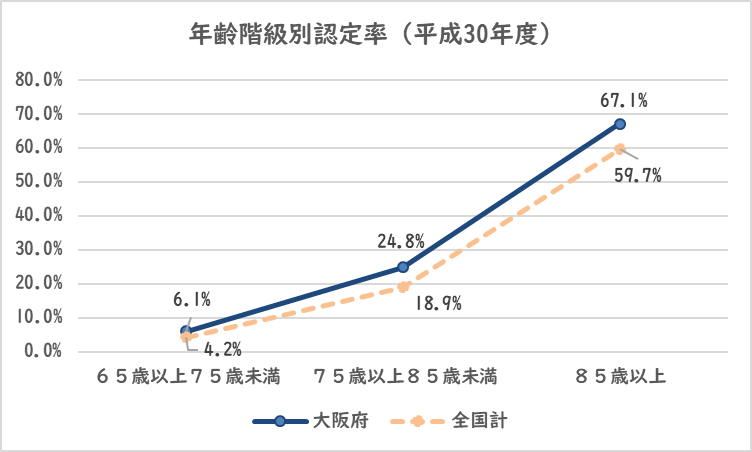 年齢階級別認定率（平成30年度）
80.0%
70.0%
60.0%
50.0%
40.0%
30.0%
20.0%
10.0%
0.0%
67.1%
59.7%
24.8%
18.9%
6.1%
4.2%
６５歳以上７５歳未満
７５歳以上８５歳未満
８５歳以上
大阪府
全国計